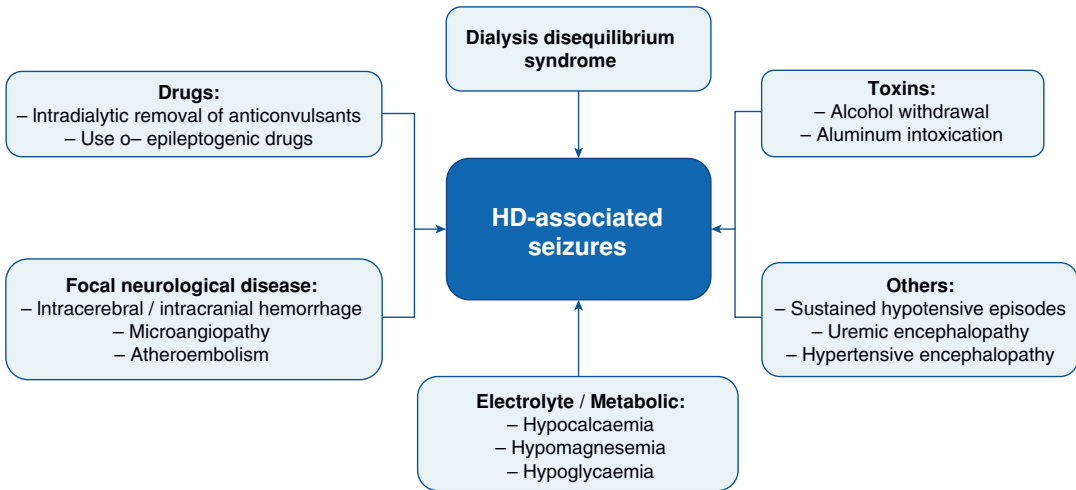 Dialysis disequilibrium
syndrome
Drugs:
– Intradialytic removal of anticonvulsants
– Use o– epileptogenic drugs
Toxins:
– Alcohol withdrawal
– Aluminum intoxication
HD-associated
seizures
Focal neurological disease:
– Intracerebral / intracranial hemorrhage
– Microangiopathy
– Atheroembolism
Others:
– Sustained hypotensive episodes
– Uremic encephalopathy
– Hypertensive encephalopathy
Electrolyte / Metabolic:
– Hypocalcaemia
– Hypomagnesemia
– Hypoglycaemia